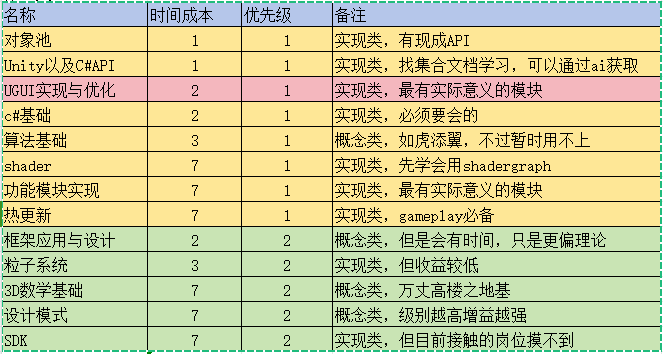 名称 时间成本 优先级 备注
对象池 1 1 实现类，有现成API
Unity以及C#API 1 1 实现类，找集合文档学习，可以通过ai获取
UGUI实现与优化 2 1 实现类，最有实际意义的模块
c#基础 2 1 实现类，必须要会的
算法基础 3 1 概念类，如虎添翼，不过暂时用不上
shader 7 1 实现类，先学会用shadergraph
功能模块实现 7 1 实现类，最有实际意义的模块
热更新 7 1 实现类，gameplay必备
框架应用与设计 2 2 概念类，但是会有时间，只是更偏理论
粒子系统 3 2 实现类，但收益较低
3D数学基础 7 2 概念类，万丈高楼之地基
设计模式 7 2 概念类，级别越高增益越强
SDK 7 2 实现类，但目前接触的岗位摸不到